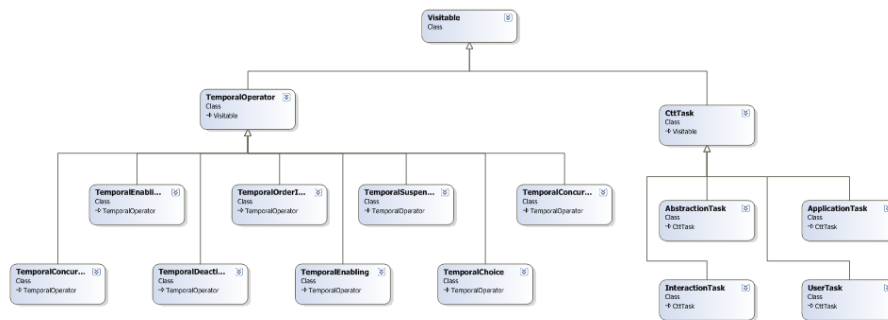 Visitable
Class
TemporalOperator
Class
Visitable
CttTask
Class
Visitable
TemporalEnabli...
Class
TemporalOperator
TemporalOrderI...
Class
TemporalOperator
TemporalSuspen...
Class
TemporalOperator
TemporalConcur...
Class
TemporalOperator
AbstractionTask
Class
CttTask
ApplicationTask
Class
CttTask
TemporalConcur...
Class
TemporalOperator
TemporalDeacti...
Class
TemporalOperator
TemporalEnabling
Class
TemporalOperator
TemporalChoice
Class
TemporalOperator
InteractionTask
Class
CttTask
UserTask
Class
CttTask